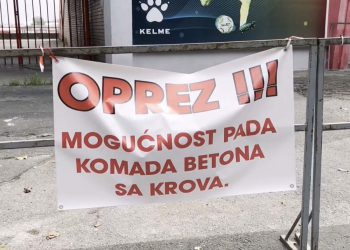 KELME
OPREZ !!!
MOGUĆNOST PADA
KOMADA BETONA
SA KROVA.